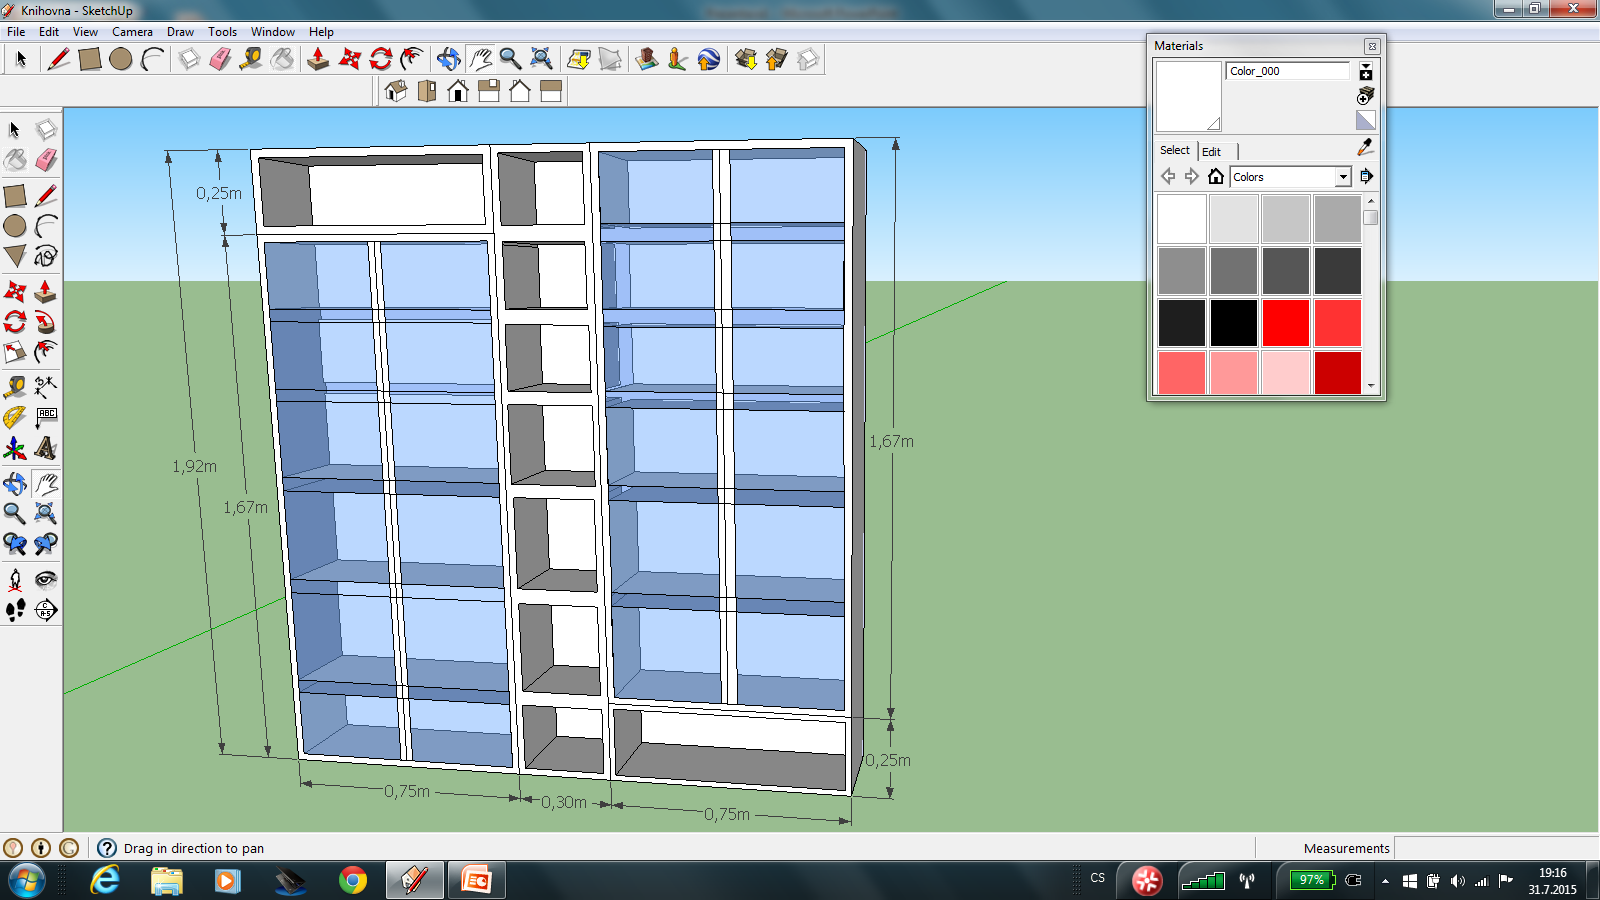 Knihovna - SketchUp
File Edit View Camera Draw Tools Window Help
Materials
Color_000
Select Edit
Colors
0,25m
1,92m
1,67m
1,67m
0,25m
0,75m
0,30m
0,75m
ABC
Drag in direction to pan
Measurements
CS
97%
19:16
31.7.2015